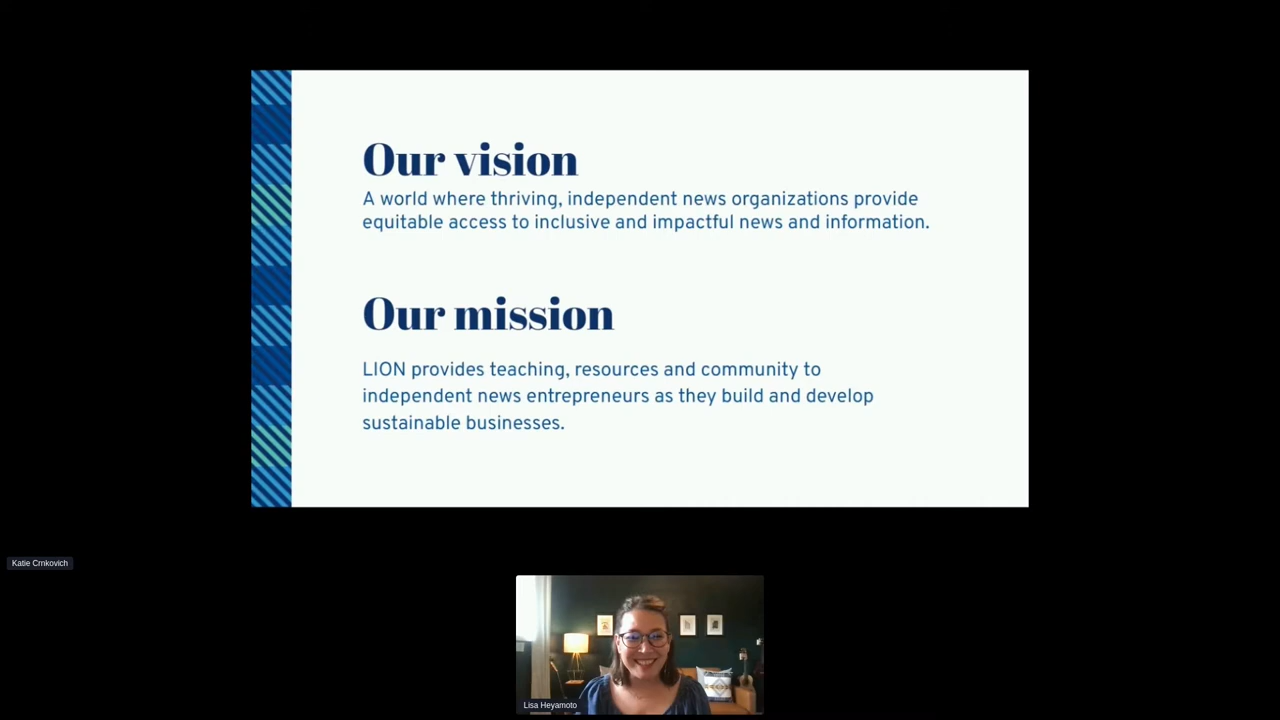 Our vision
A world where thriving, independent news organizations provide
equitable access to inclusive and impactful news and information.
Our mission
LION provides teaching, resources and community to
independent news entrepreneurs as they build and develop
sustainable businesses.
Katie Crnkovich
Lisa Heyamoto